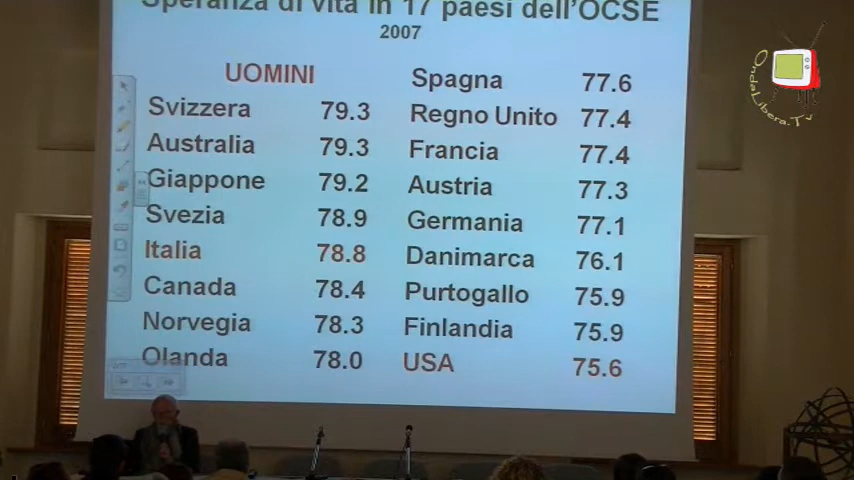 Speranza di vita in 17 paesi dell'OCSE
2007
UOMINI
Svizzera 79.3
Australia 79.3
Giappone 79.2
Svezia 78.9
Italia 78.8
Canada 78.4
Norvegia 78.3
Olanda 78.0
Spagna 77.6
Regno Unito 77.4
Francia 77.4
Austria 77.3
Germania 77.1
Danimarca 76.1
Purtogallo 75.9
Finlandia 75.9
USA 75.6
OndaLibera.Tv